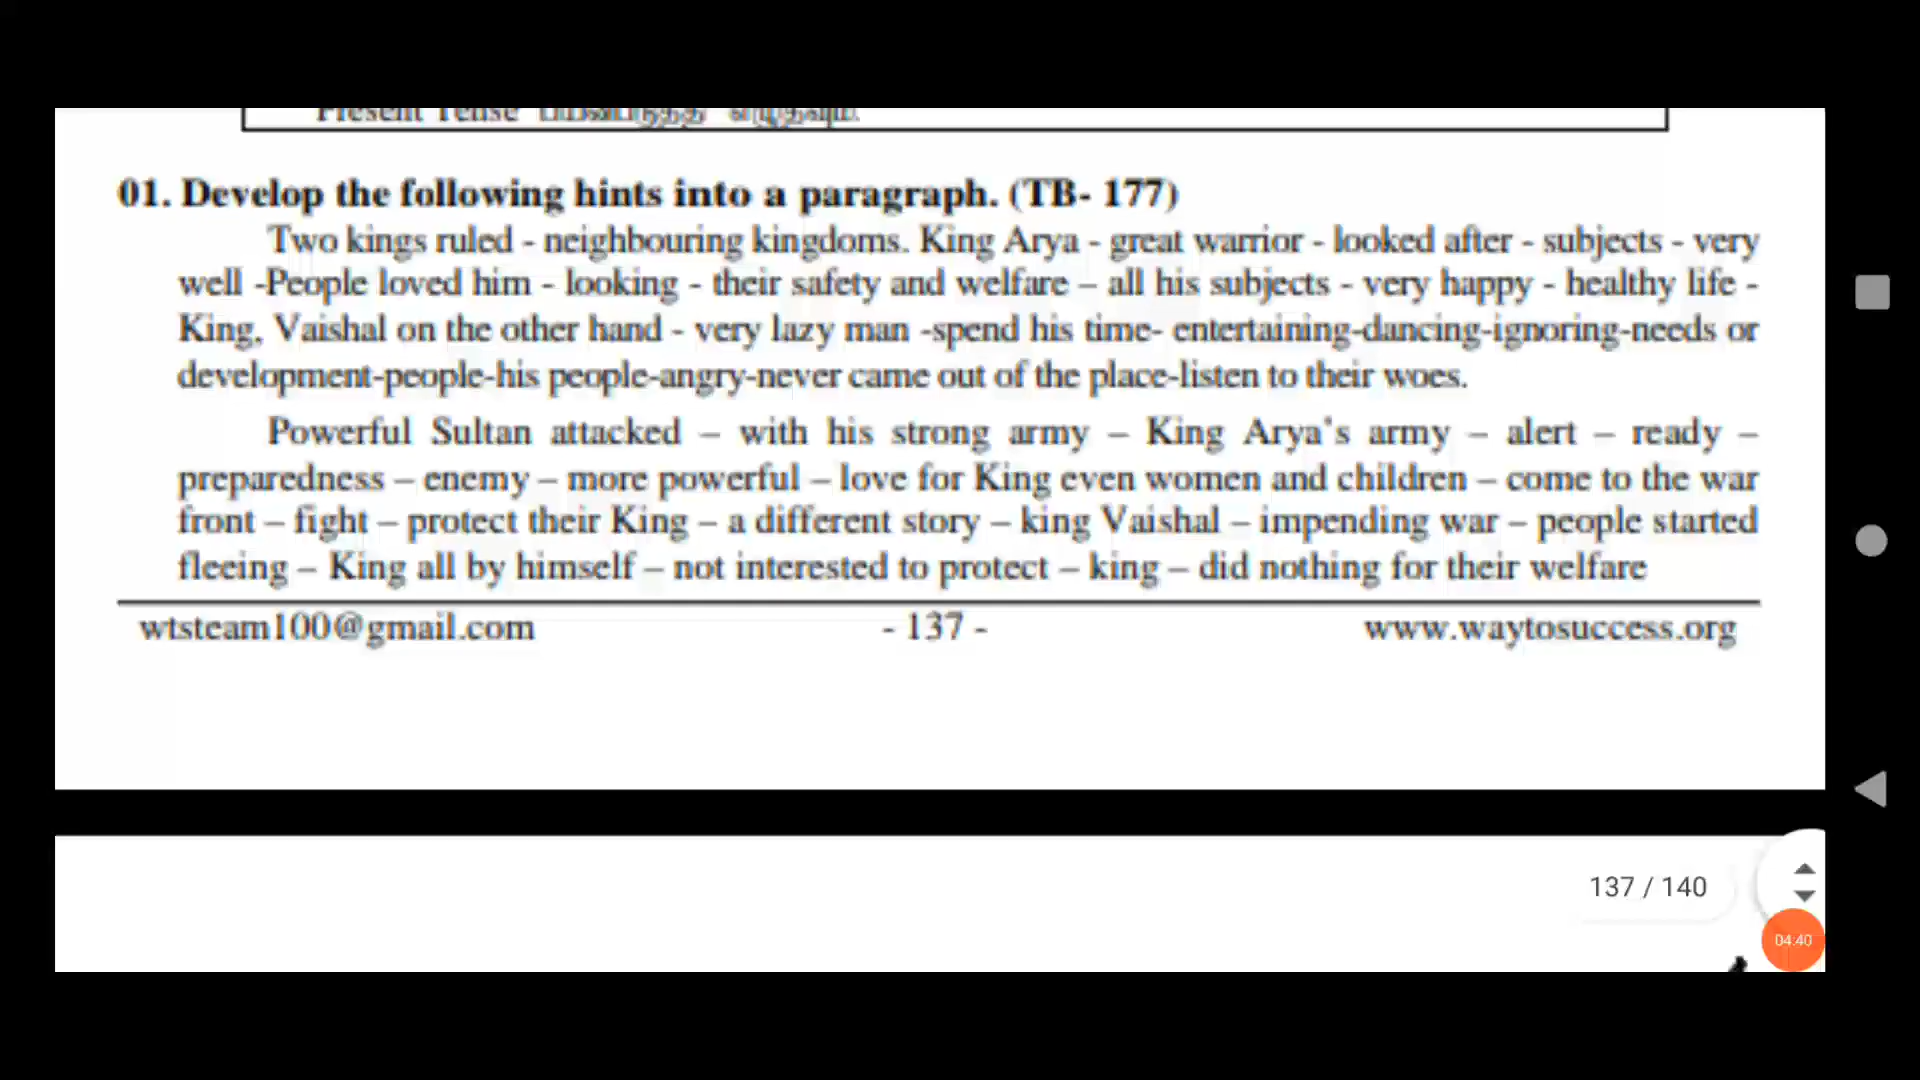 Present Tense
01. Develop the following hints into a paragraph. (TB- 177)
Two kings ruled - neighbouring kingdoms. King Arya - great warrior - looked after - subjects - very
well -People loved him - looking - their safety and welfare – all his subjects - very happy - healthy life -
King, Vaishal on the other hand - very lazy man -spend his time- entertaining-dancing-ignoring-needs or
development-people-his people-angry-never came out of the place-listen to their woes.
Powerful Sultan attacked – with his strong army – King Arya's army – alert – ready –
preparedness – enemy – more powerful – love for King even women and children – come to the war
front – fight – protect their King – a different story – king Vaishal – impending war – people started
fleeing – King all by himself – not interested to protect – king – did nothing for their welfare
wtsteam100@gmail.com - 137 - www.waytosuccess.org
137 / 140
04:40